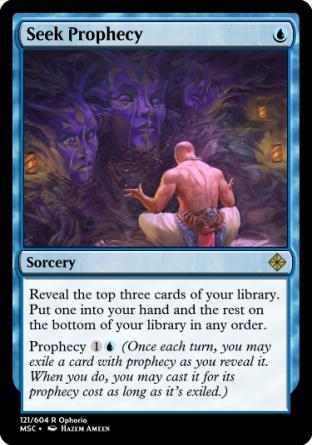 Seek Prophecy
Sorcery
Reveal the top three cards of your library.
Put one into your hand and the rest on
the bottom of your library in any order.
Prophecy 1 (Once each turn, you may
exile a card with prophecy as you reveal it.
When you do, you may cast it for its
prophecy cost as long as it's exiled.)
121/604 R Ophorio
MSC • Hazem Ameen